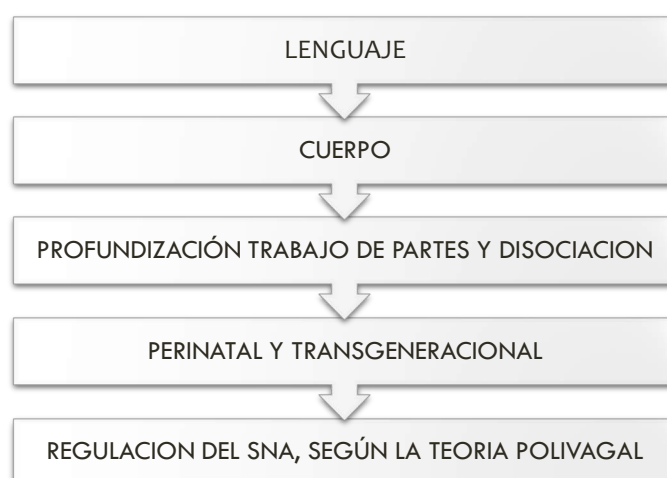 LENGUAJE
CUERPO
PROFUNDIZACIÓN TRABAJO DE PARTES Y DISOCIACION
PERINATAL Y TRANSGENERACIONAL
REGULACION DEL SNA, SEGÚN LA TEORIA POLIVAGAL